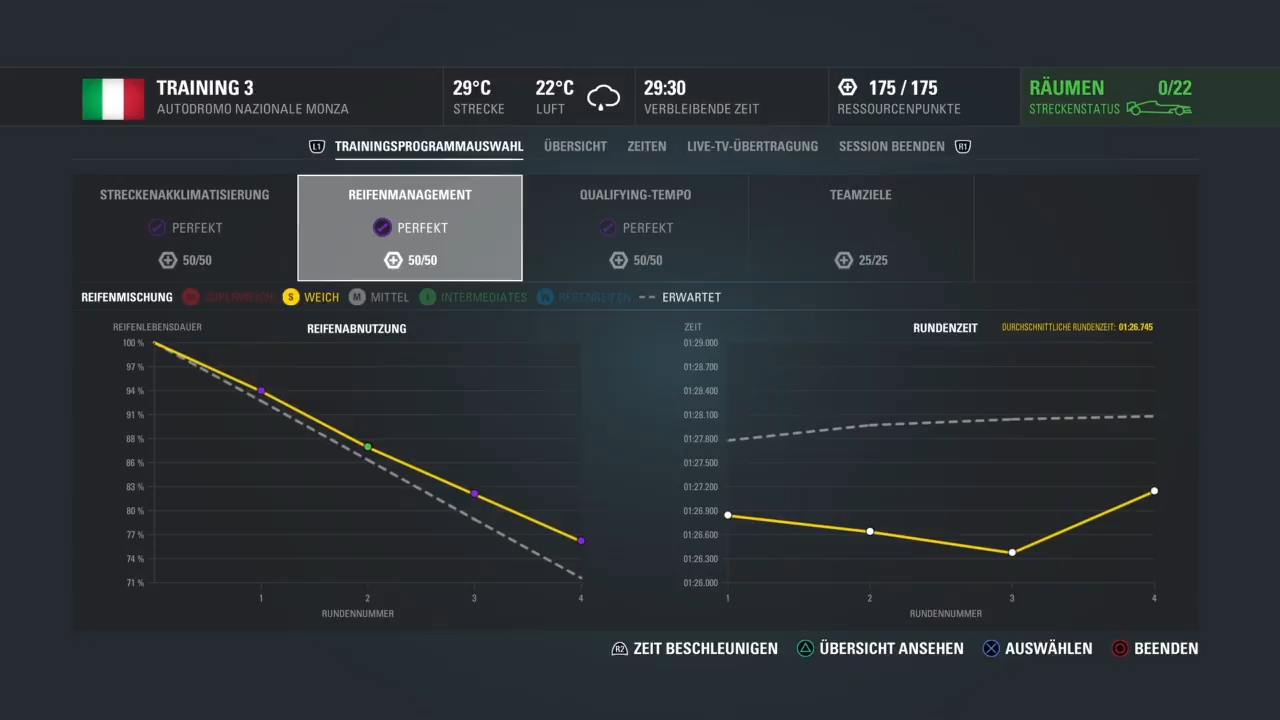 TRAINING 3
AUTODROMO NAZIONALE MONZA
29°C
STRECKE
22°C
LUFT
29:30
VERBLEIBENDE ZEIT
175 / 175
RESSOURCENPUNKTE
RÄUMEN 0/22
STRECKENSTATUS
L1 TRAININGSPROGRAMMAUSWAHL ÜBERSICHT ZEITEN LIVE-TV-ÜBERTRAGUNG SESSION BEENDEN R1
STRECKENAKKLIMATISIERUNG
PERFEKT
50/50
REIFENMANAGEMENT
PERFEKT
50/50
QUALIFYING-TEMPO
PERFEKT
50/50
TEAMZIELE
25/25
REIFENMISCHUNG SUPERWEICH S WEICH M MITTEL I INTERMEDIATES W REGENREIFEN ERWARTET
REIFENLEBENSDAUER
REIFENABNUTZUNG
100 %
97 %
94 %
91 %
88 %
86 %
83 %
80 %
77 %
74 %
71 %
1 2 3 4
RUNDENNUMMER
ZEIT
RUNDENZEIT
DURCHSCHNITTLICHE RUNDENZEIT: 01:26.745
01:29.000
01:28.700
01:28.400
01:28.100
01:27.800
01:27.500
01:27.200
01:26.900
01:26.600
01:26.300
01:26.000
1 2 3 4
RUNDENNUMMER
R2 ZEIT BESCHLEUNIGEN ÜBERSICHT ANSEHEN AUSWÄHLEN BEENDEN